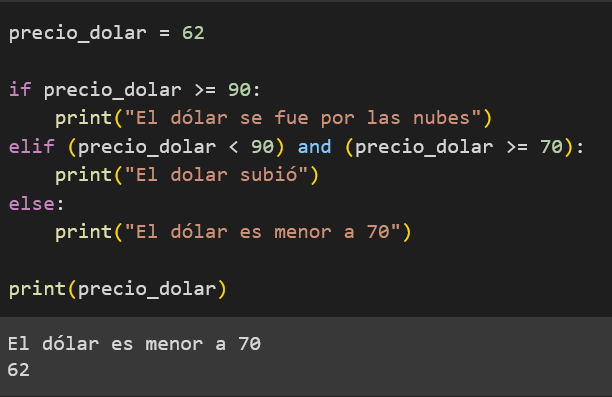 precio_dolar = 62
if precio_dolar >= 90:
    print("El dólar se fue por las nubes")
elif (precio_dolar < 90) and (precio_dolar >= 70):
    print("El dolar subió")
else:
    print("El dólar es menor a 70")
print(precio_dolar)
El dólar es menor a 70
62